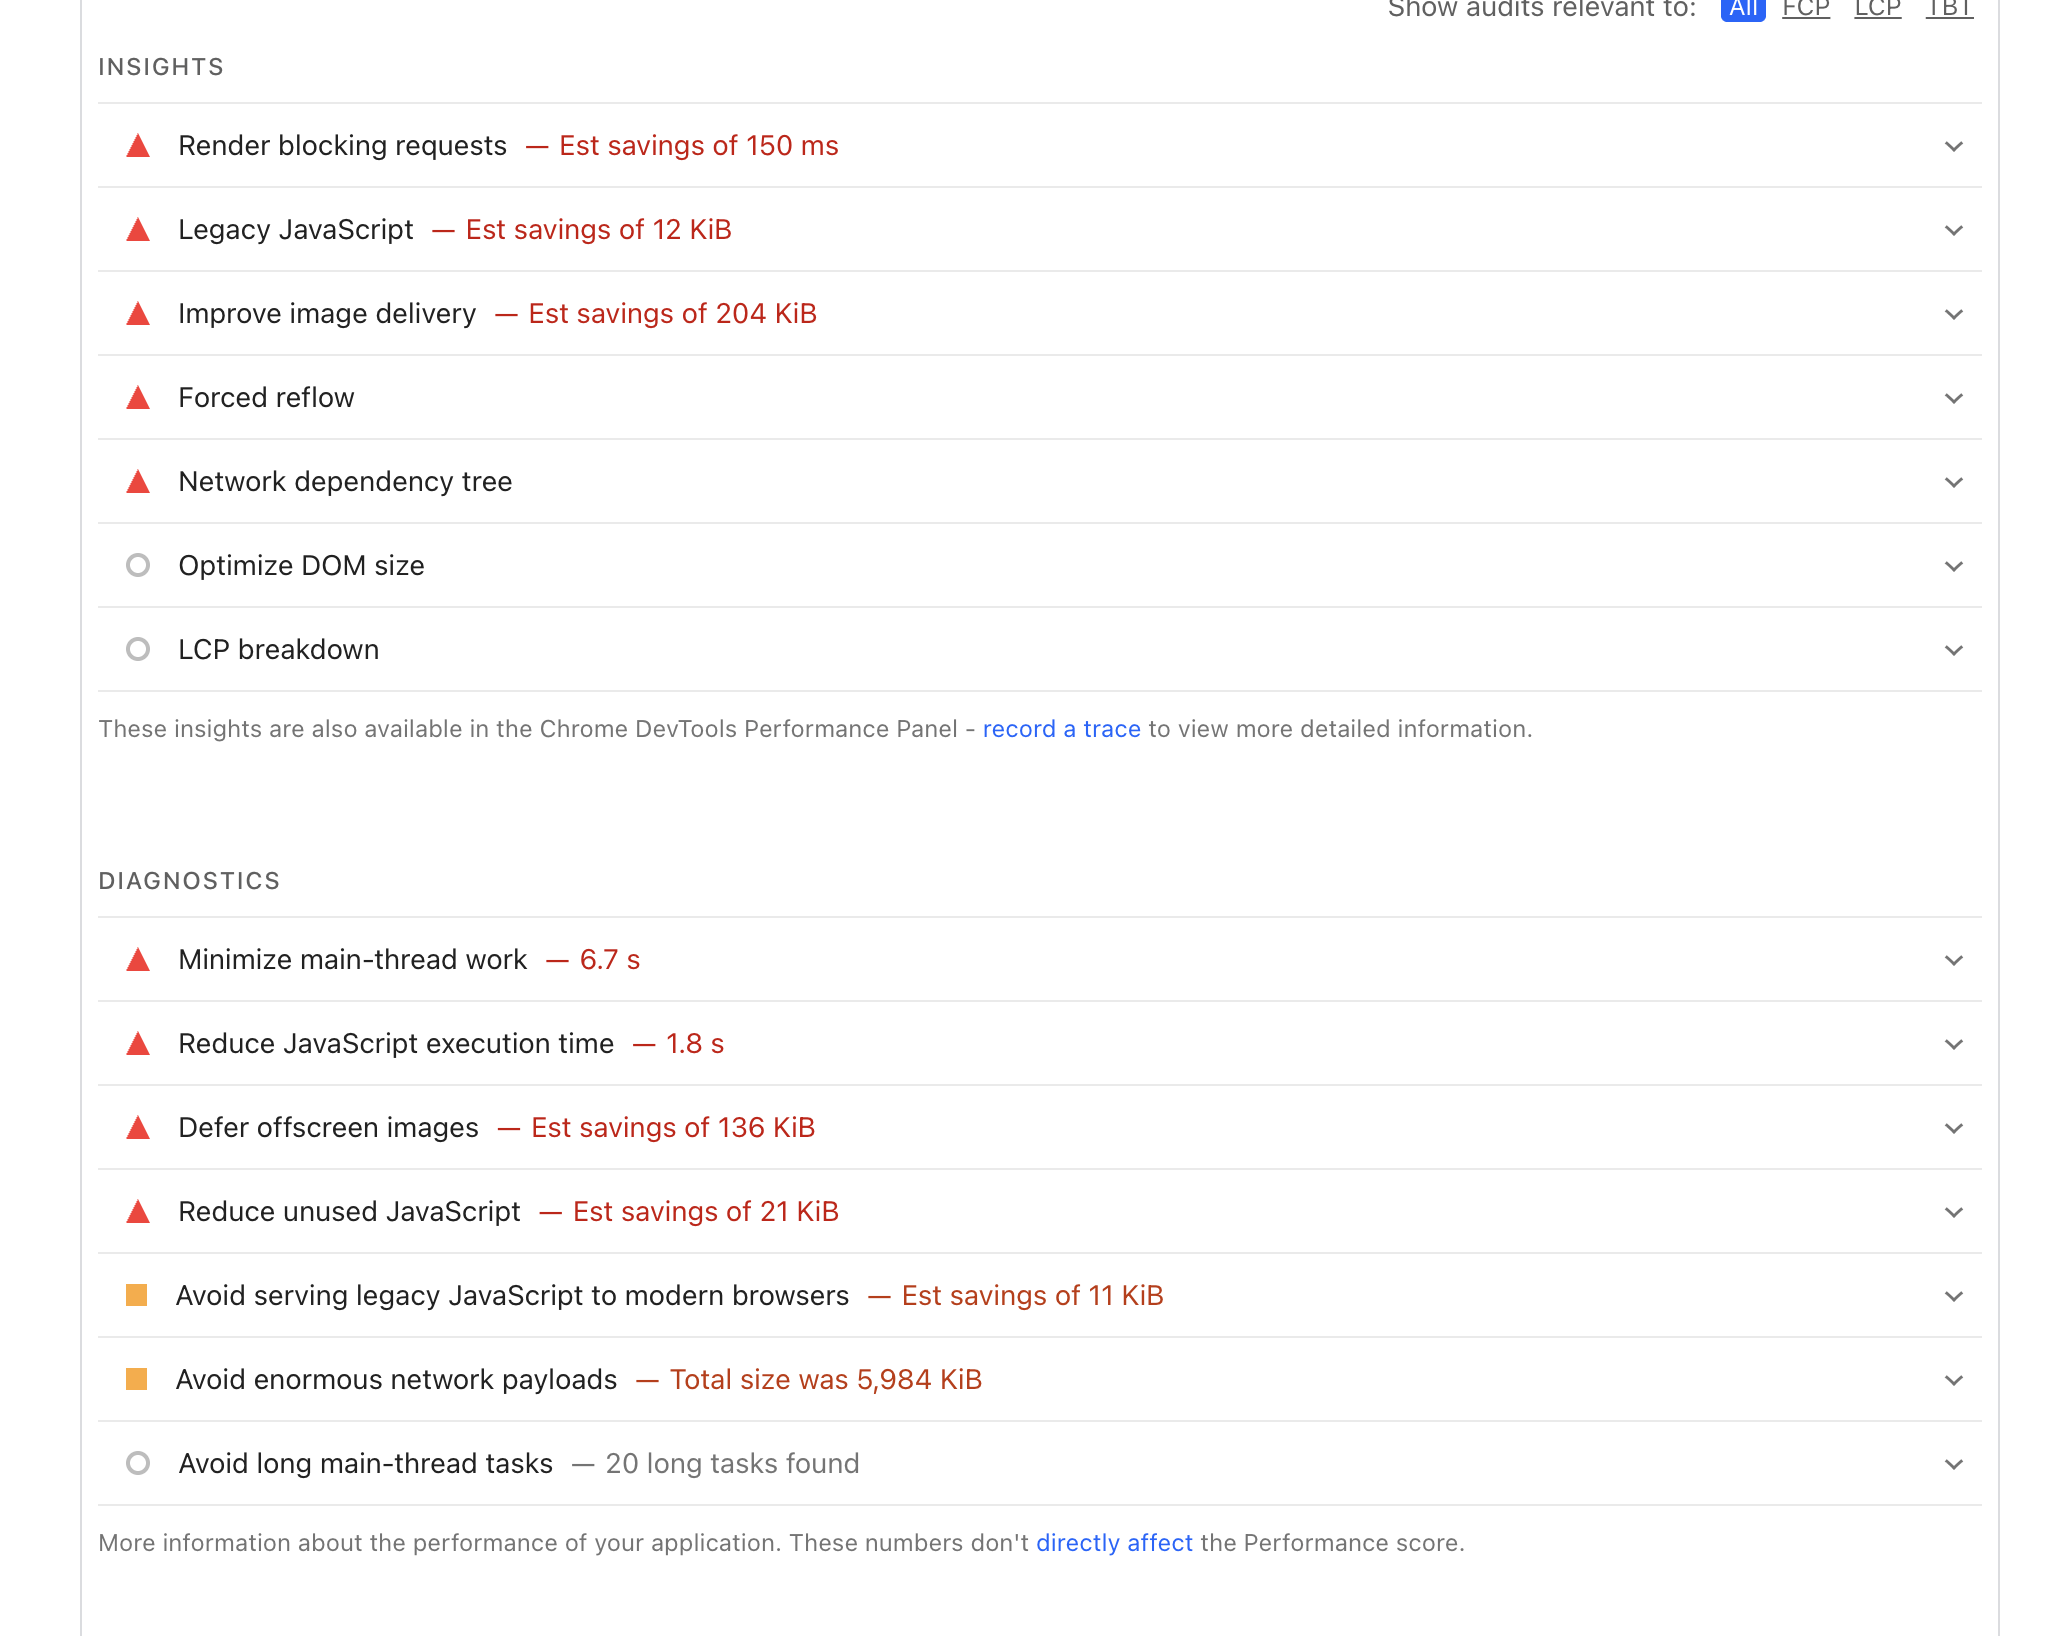 Show audits relevant to: All FCP LCP TBT
INSIGHTS
Render blocking requests — Est savings of 150 ms
Legacy JavaScript — Est savings of 12 KiB
Improve image delivery — Est savings of 204 KiB
Forced reflow
Network dependency tree
Optimize DOM size
LCP breakdown
These insights are also available in the Chrome DevTools Performance Panel - record a trace to view more detailed information.
DIAGNOSTICS
Minimize main-thread work — 6.7 s
Reduce JavaScript execution time — 1.8 s
Defer offscreen images — Est savings of 136 KiB
Reduce unused JavaScript — Est savings of 21 KiB
Avoid serving legacy JavaScript to modern browsers — Est savings of 11 KiB
Avoid enormous network payloads — Total size was 5,984 KiB
Avoid long main-thread tasks — 20 long tasks found
More information about the performance of your application. These numbers don't directly affect the Performance score.